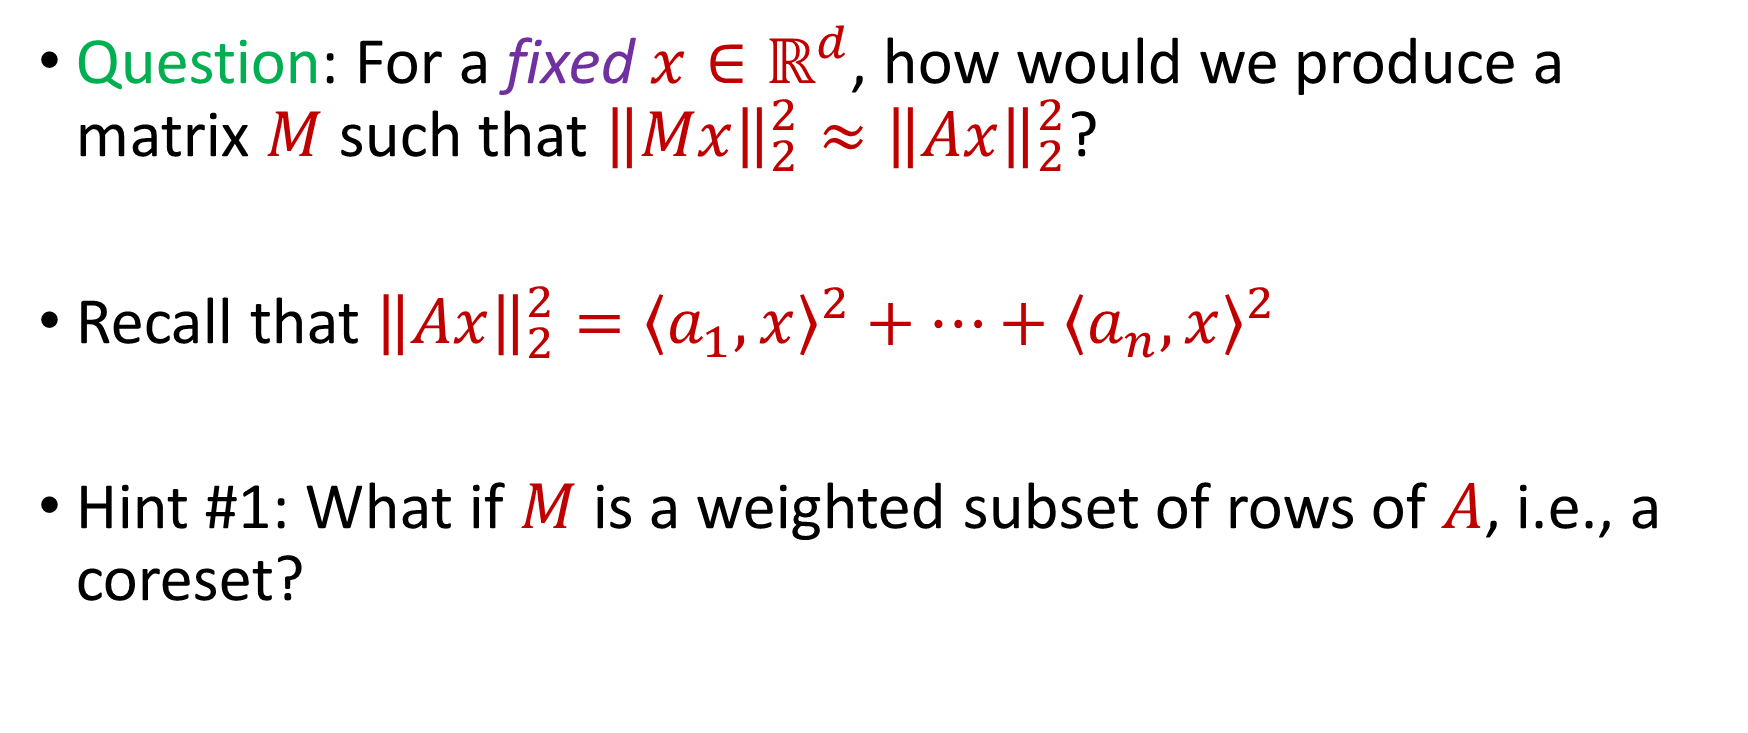 • Question: For a fixed x ∈ ℝᵈ, how would we produce a
matrix M such that ‖Mx‖₂² ≈ ‖Ax‖₂²?
• Recall that ‖Ax‖₂² = ⟨a₁, x⟩² + ⋯ + ⟨aₙ, x⟩²
• Hint #1: What if M is a weighted subset of rows of A, i.e., a
coreset?